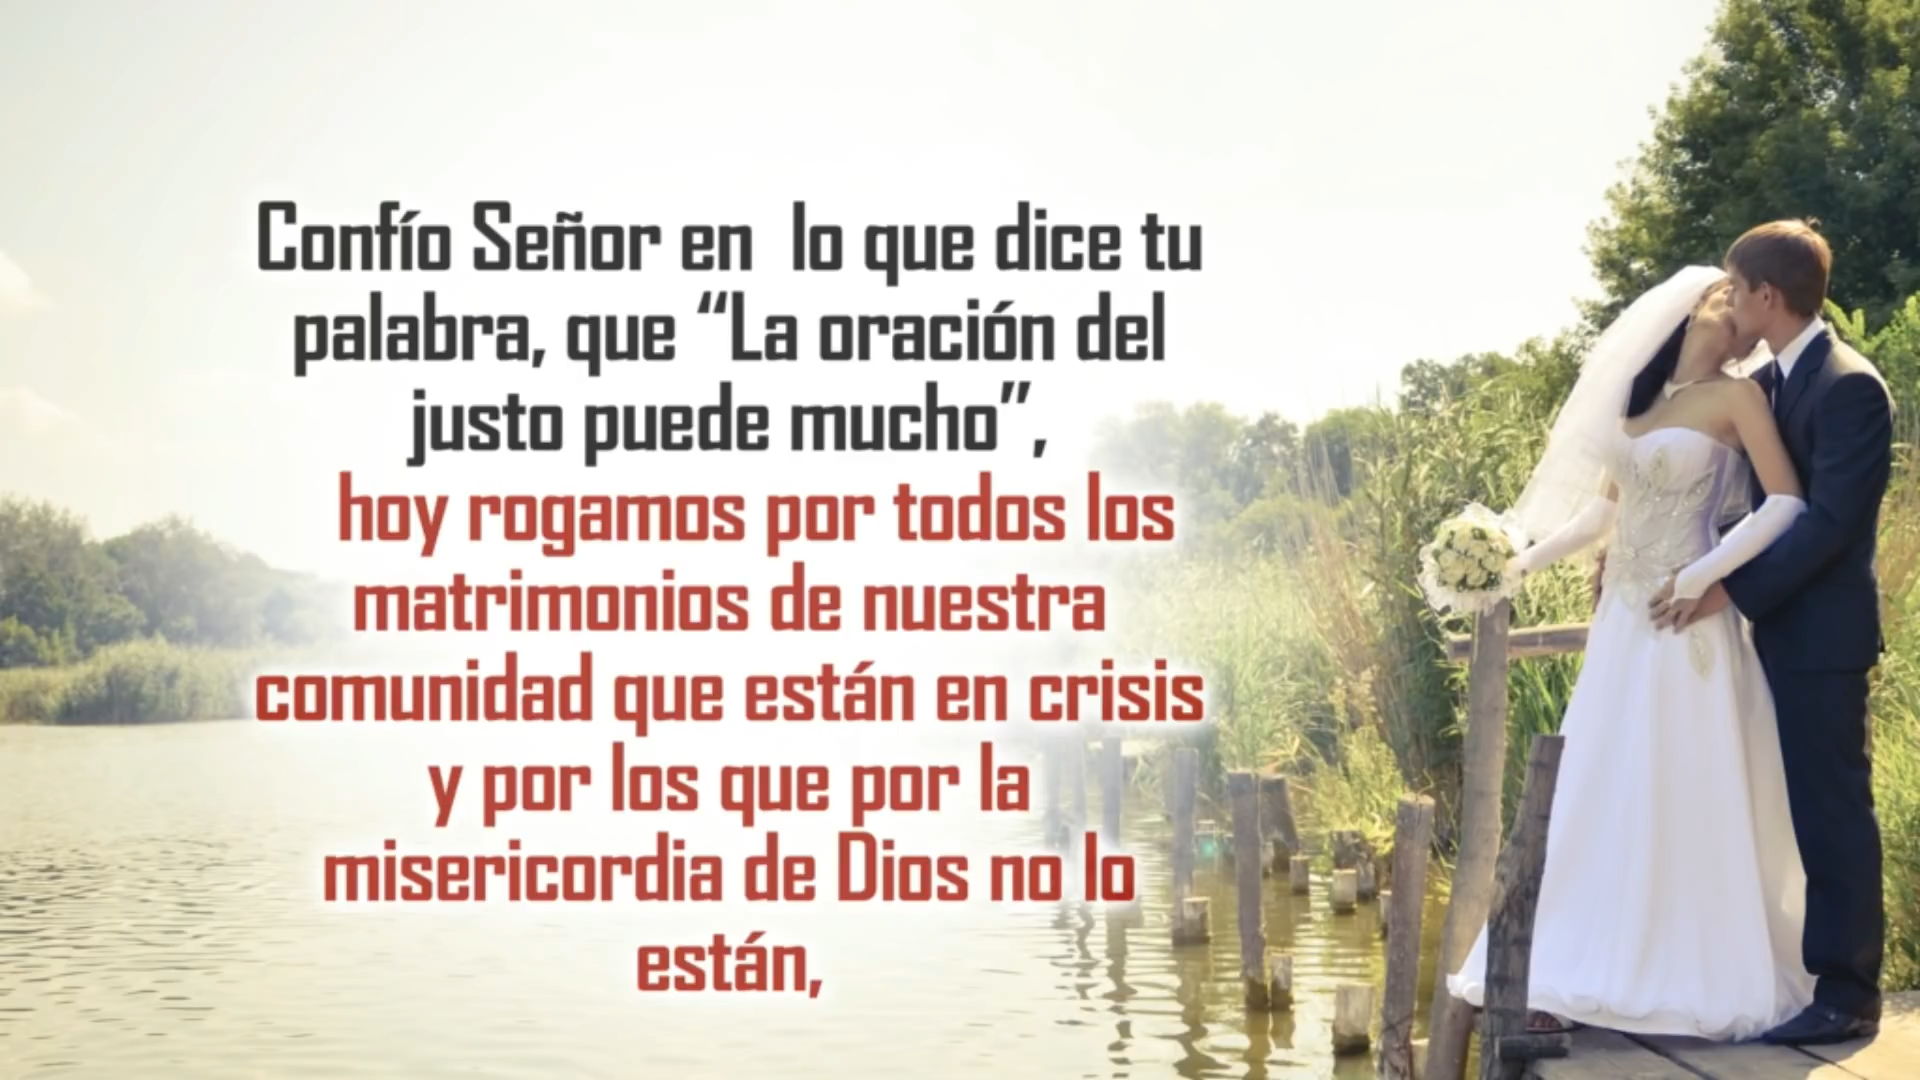 Confío Señor en  lo que dice tu
palabra, que “La oración del
justo puede mucho”,
hoy rogamos por todos los
matrimonios de nuestra
comunidad que están en crisis
y por los que por la
misericordia de Dios no lo
están,